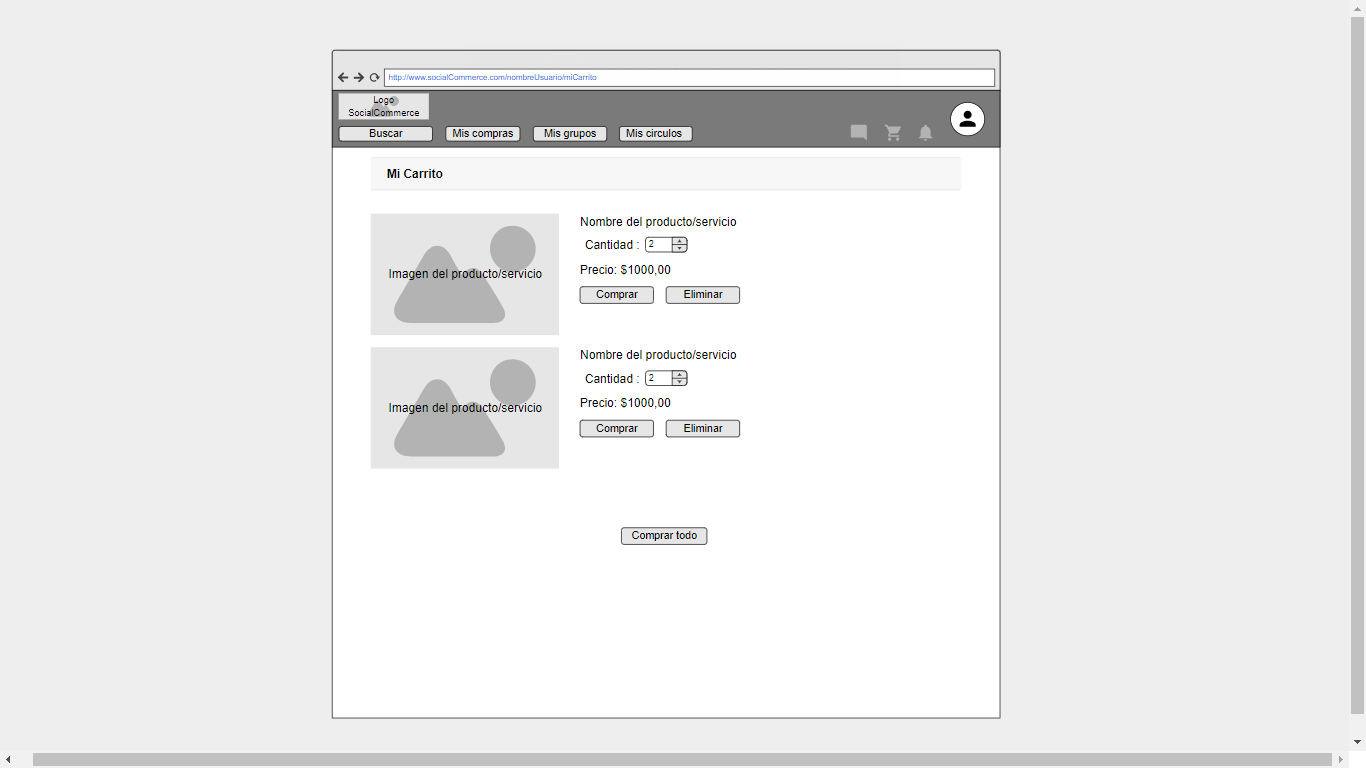 http://www.socialCommerce.com/nombreUsuario/miCarrito
Logo
SocialCommerce
Buscar
Mis compras
Mis grupos
Mis circulos
Mi Carrito
Imagen del producto/servicio
Nombre del producto/servicio
Cantidad : 2
Precio: $1000,00
Comprar
Eliminar
Imagen del producto/servicio
Nombre del producto/servicio
Cantidad : 2
Precio: $1000,00
Comprar
Eliminar
Comprar todo